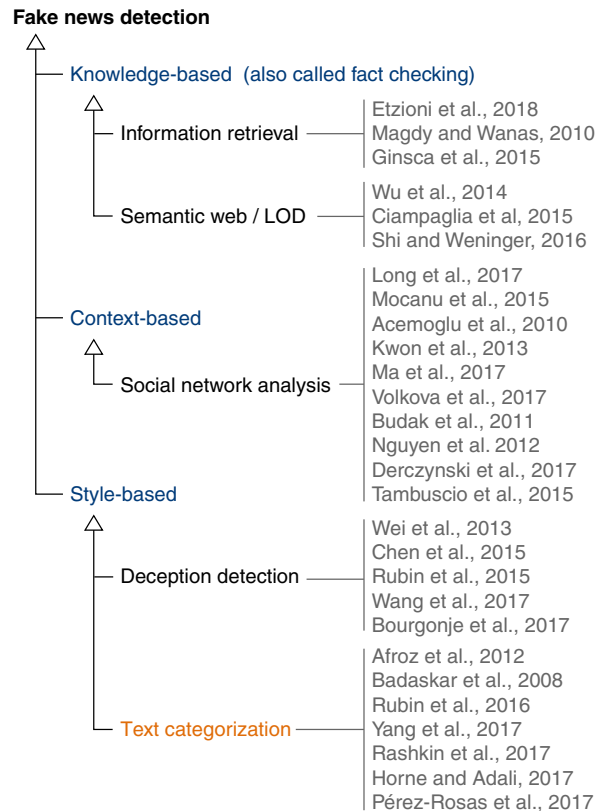 Fake news detection
Knowledge-based (also called fact checking)
Information retrieval
Etzioni et al., 2018
Magdy and Wanas, 2010
Ginsca et al., 2015
Semantic web / LOD
Wu et al., 2014
Ciampaglia et al, 2015
Shi and Weninger, 2016
Context-based
Social network analysis
Long et al., 2017
Mocanu et al., 2015
Acemoglu et al., 2010
Kwon et al., 2013
Ma et al., 2017
Volkova et al., 2017
Budak et al., 2011
Nguyen et al. 2012
Derczynski et al., 2017
Tambuscio et al., 2015
Style-based
Deception detection
Wei et al., 2013
Chen et al., 2015
Rubin et al., 2015
Wang et al., 2017
Bourgonje et al., 2017
Text categorization
Afroz et al., 2012
Badaskar et al., 2008
Rubin et al., 2016
Yang et al., 2017
Rashkin et al., 2017
Horne and Adali, 2017
Pérez-Rosas et al., 2017